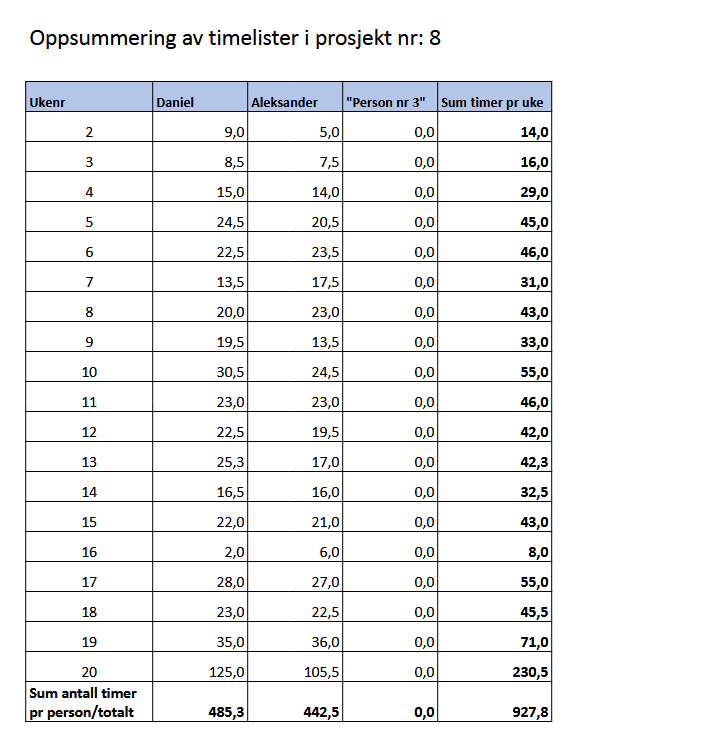 Oppsummering av timelister i prosjekt nr: 8
Ukenr Daniel Aleksander "Person nr 3" Sum timer pr uke
2 9,0 5,0 0,0 14,0
3 8,5 7,5 0,0 16,0
4 15,0 14,0 0,0 29,0
5 24,5 20,5 0,0 45,0
6 22,5 23,5 0,0 46,0
7 13,5 17,5 0,0 31,0
8 20,0 23,0 0,0 43,0
9 19,5 13,5 0,0 33,0
10 30,5 24,5 0,0 55,0
11 23,0 23,0 0,0 46,0
12 22,5 19,5 0,0 42,0
13 25,3 17,0 0,0 42,3
14 16,5 16,0 0,0 32,5
15 22,0 21,0 0,0 43,0
16 2,0 6,0 0,0 8,0
17 28,0 27,0 0,0 55,0
18 23,0 22,5 0,0 45,5
19 35,0 36,0 0,0 71,0
20 125,0 105,5 0,0 230,5
Sum antall timer
pr person/totalt 485,3 442,5 0,0 927,8